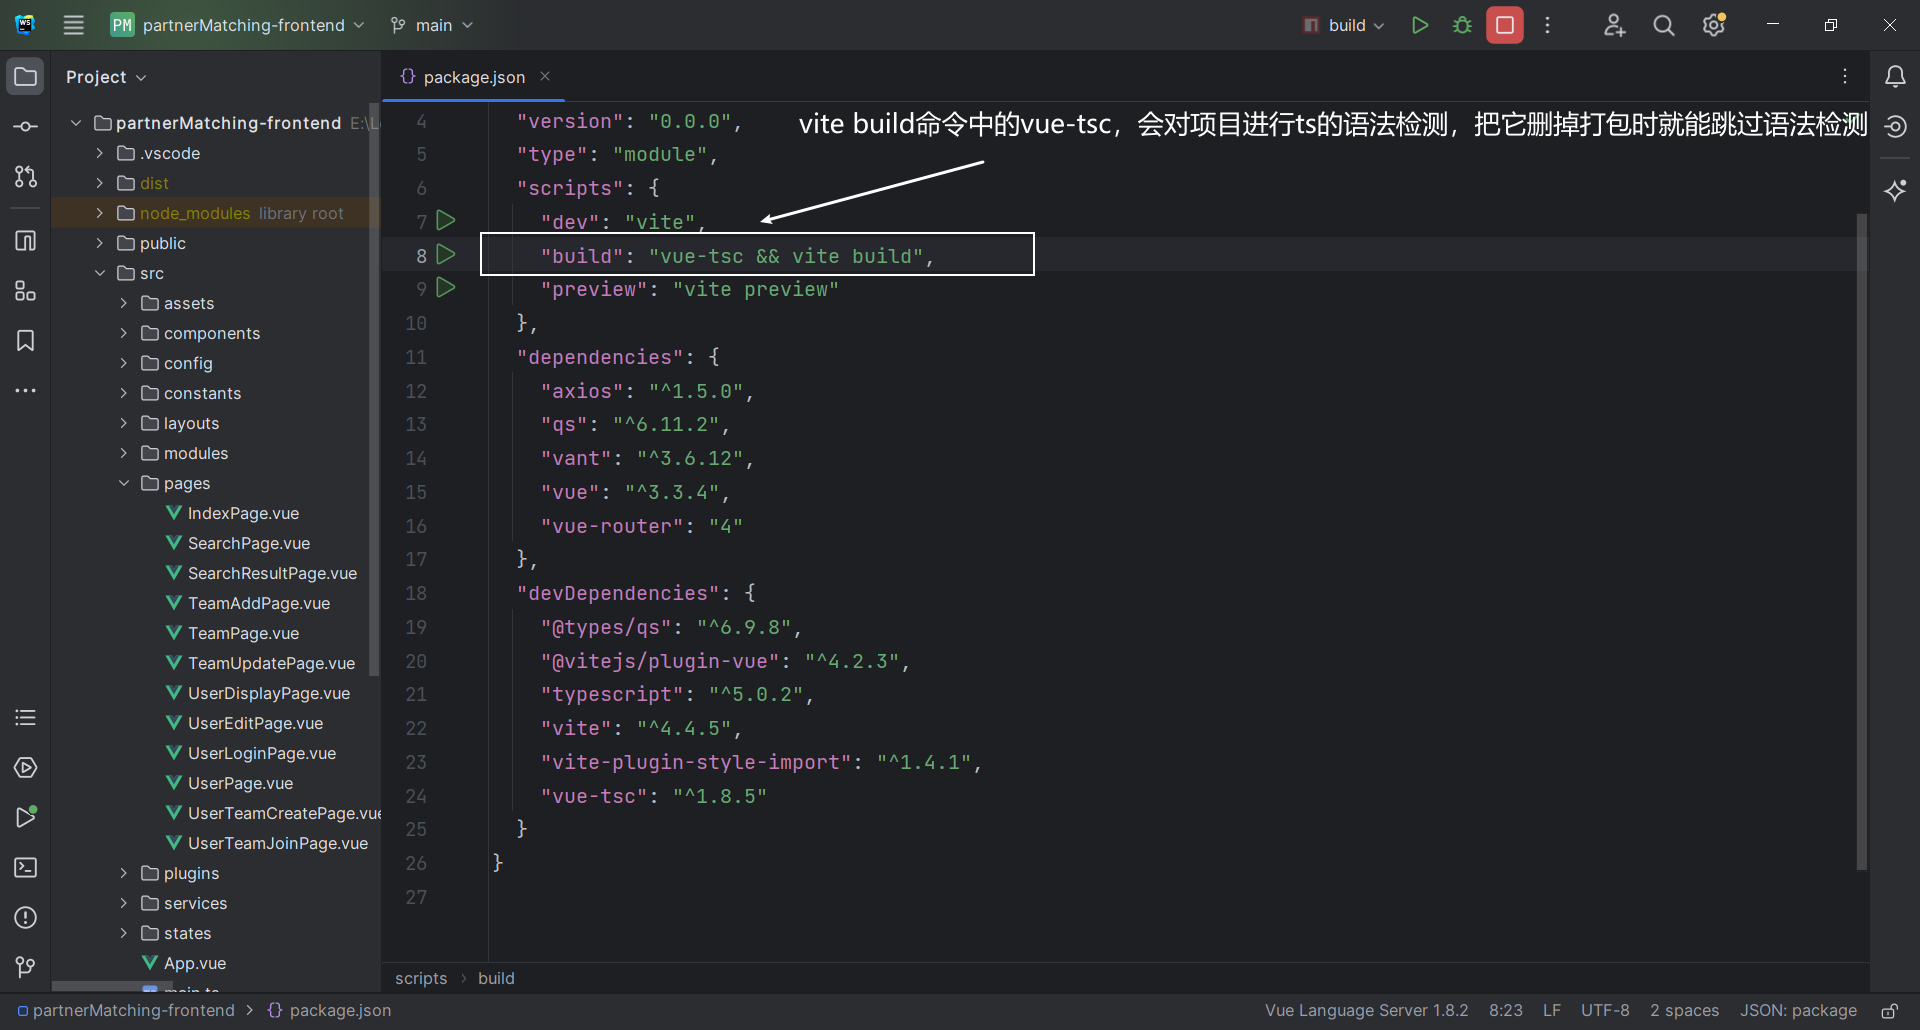 PM partnerMatching-frontend main build
Project
package.json
partnerMatching-frontend E:\L
.vscode
dist
node_modules library root
public
src
assets
components
config
constants
layouts
modules
pages
IndexPage.vue
SearchPage.vue
SearchResultPage.vue
TeamAddPage.vue
TeamPage.vue
TeamUpdatePage.vue
UserDisplayPage.vue
UserEditPage.vue
UserLoginPage.vue
UserPage.vue
UserTeamCreatePage.vue
UserTeamJoinPage.vue
plugins
services
states
App.vue
main.ts
vite build命令中的vue-tsc，会对项目进行ts的语法检测，把它删掉打包时就能跳过语法检测
4 "version": "0.0.0",
5 "type": "module",
6 "scripts": {
7 "dev": "vite",
8 "build": "vue-tsc && vite build",
9 "preview": "vite preview"
10 },
11 "dependencies": {
12 "axios": "^1.5.0",
13 "qs": "^6.11.2",
14 "vant": "^3.6.12",
15 "vue": "^3.3.4",
16 "vue-router": "4"
17 },
18 "devDependencies": {
19 "@types/qs": "^6.9.8",
20 "@vitejs/plugin-vue": "^4.2.3",
21 "typescript": "^5.0.2",
22 "vite": "^4.4.5",
23 "vite-plugin-style-import": "^1.4.1",
24 "vue-tsc": "^1.8.5"
25 }
26 }
27
scripts > build
partnerMatching-frontend > {} package.json
Vue Language Server 1.8.2 8:23 LF UTF-8 2 spaces JSON: package